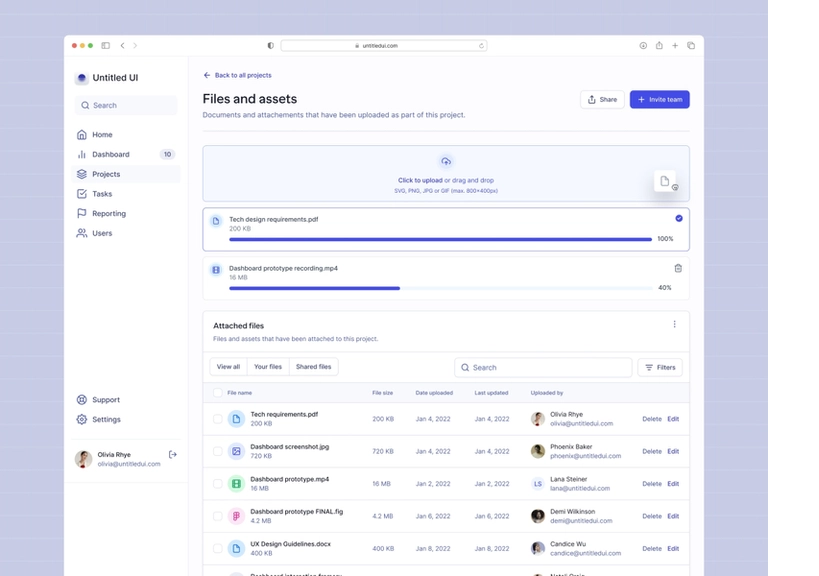 untitledui.com
Untitled UI
Search
Home
Dashboard 10
Projects
Tasks
Reporting
Users
Support
Settings
Olivia Rhye
olivia@untitledui.com
Back to all projects
Files and assets
Documents and attachements that have been uploaded as part of this project.
Share
Invite team
Click to upload or drag and drop
SVG, PNG, JPG or GIF (max. 800x400px)
Tech design requirements.pdf
200 KB
100%
Dashboard prototype recording.mp4
16 MB
40%
Attached files
Files and assets that have been attached to this project.
View all Your files Shared files
Search
Filters
File name File size Date uploaded Last updated Uploaded by
Tech requirements.pdf
200 KB
200 KB Jan 4, 2022 Jan 4, 2022
Olivia Rhye
olivia@untitledui.com
Delete Edit
Dashboard screenshot.jpg
720 KB
720 KB Jan 4, 2022 Jan 4, 2022
Phoenix Baker
phoenix@untitledui.com
Delete Edit
Dashboard prototype.mp4
16 MB
16 MB Jan 2, 2022 Jan 2, 2022
LS
Lana Steiner
lana@untitledui.com
Delete Edit
Dashboard prototype FINAL.fig
4.2 MB
4.2 MB Jan 6, 2022 Jan 6, 2022
Demi Wilkinson
demi@untitledui.com
Delete Edit
UX Design Guidelines.docx
400 KB
400 KB Jan 8, 2022 Jan 8, 2022
Candice Wu
candice@untitledui.com
Delete Edit